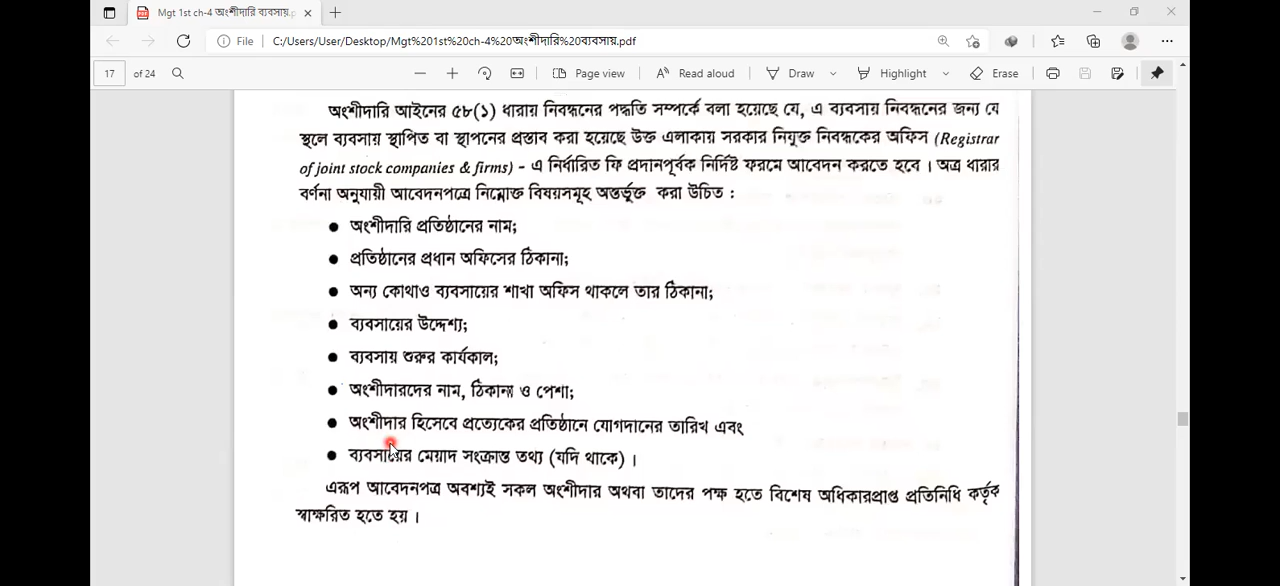 Mgt 1st ch-4 অংশীদারি ব্যবসায়.p
File C:/Users/User/Desktop/Mgt%201st%20ch-4%20অংশীদারি%20ব্যবসায়.pdf
17 of 24 Page view Read aloud Draw Highlight Erase
অংশীদারি আইনের ৫৮(১) ধারায় নিবন্ধনের পদ্ধতি সম্পর্কে বলা হয়েছে যে, এ ব্যবসায় নিবন্ধনের জন্য যে
স্থলে ব্যবসায় স্থাপিত বা স্থাপনের প্রস্তাব করা হয়েছে উক্ত এলাকায় সরকার নিযুক্ত নিবন্ধকের অফিস (Registrar
of joint stock companies & firms) - এ নির্ধারিত ফি প্রদানপূর্বক নির্দিষ্ট ফরমে আবেদন করতে হবে । অত্র ধারার
বর্ণনা অনুযায়ী আবেদনপত্রে নিম্নোক্ত বিষয়সমূহ অন্তর্ভুক্ত করা উচিত :
● অংশীদারি প্রতিষ্ঠানের নাম;
● প্রতিষ্ঠানের প্রধান অফিসের ঠিকানা;
● অন্য কোথাও ব্যবসায়ের শাখা অফিস থাকলে তার ঠিকানা;
● ব্যবসায়ের উদ্দেশ্য;
● ব্যবসায় শুরুর কার্যকাল;
● অংশীদারদের নাম, ঠিকানা ও পেশা;
● অংশীদার হিসেবে প্রত্যেকের প্রতিষ্ঠানে যোগদানের তারিখ এবং
● ব্যবসায়ের মেয়াদ সংক্রান্ত তথ্য (যদি থাকে) ।
এরূপ আবেদনপত্র অবশ্যই সকল অংশীদার অথবা তাদের পক্ষ হতে বিশেষ অধিকারপ্রাপ্ত প্রতিনিধি কর্তৃক
স্বাক্ষরিত হতে হয় ।